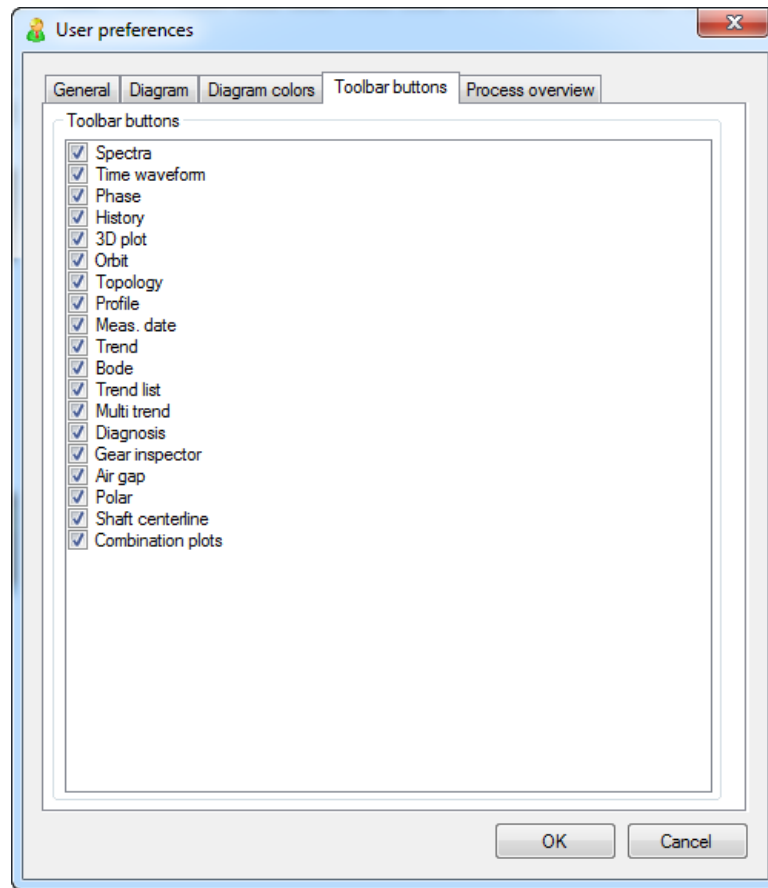 User preferences
General Diagram Diagram colors Toolbar buttons Process overview
Toolbar buttons
Spectra
Time waveform
Phase
History
3D plot
Orbit
Topology
Profile
Meas. date
Trend
Bode
Trend list
Multi trend
Diagnosis
Gear inspector
Air gap
Polar
Shaft centerline
Combination plots
OK Cancel